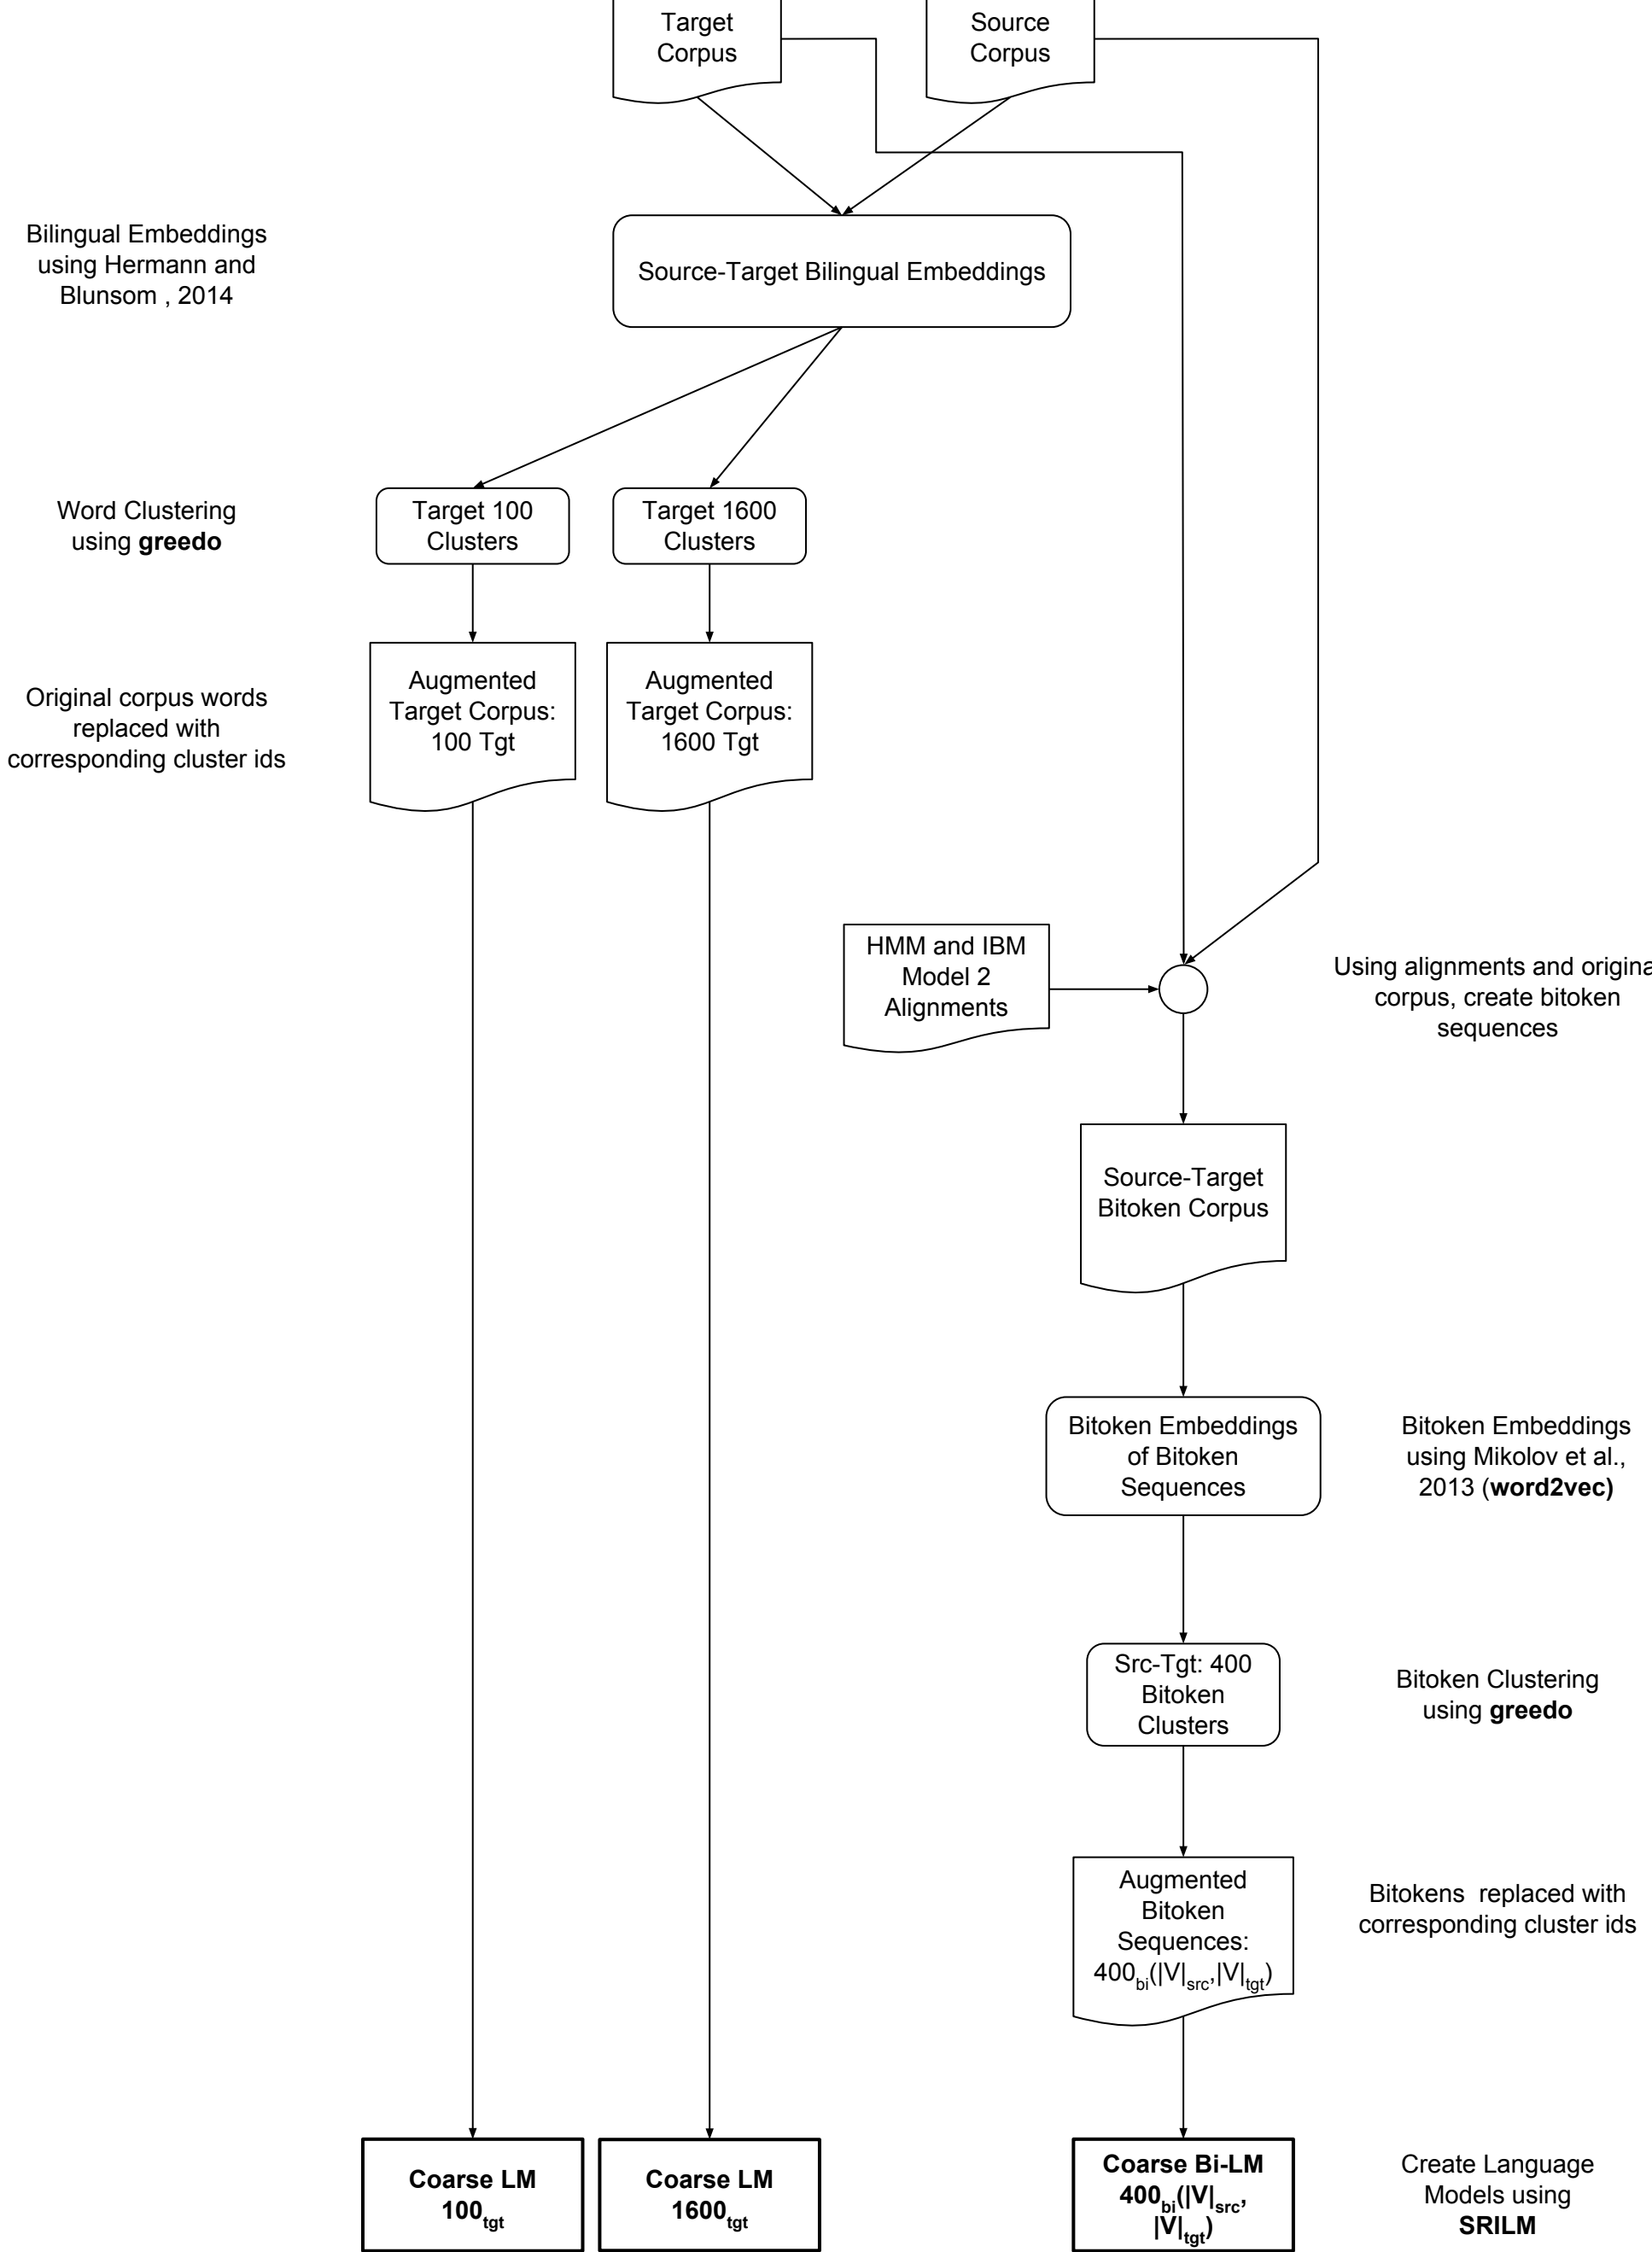 Target
Corpus
Source
Corpus
Bilingual Embeddings
using Hermann and
Blunsom , 2014
Source-Target Bilingual Embeddings
Word Clustering
using greedo
Target 100
Clusters
Target 1600
Clusters
Original corpus words
replaced with
corresponding cluster ids
Augmented
Target Corpus:
100 Tgt
Augmented
Target Corpus:
1600 Tgt
HMM and IBM
Model 2
Alignments
Using alignments and origina
corpus, create bitoken
sequences
Source-Target
Bitoken Corpus
Bitoken Embeddings
of Bitoken
Sequences
Bitoken Embeddings
using Mikolov et al.,
2013 (word2vec)
Src-Tgt: 400
Bitoken
Clusters
Bitoken Clustering
using greedo
Augmented
Bitoken
Sequences:
400bi(|V|src,|V|tgt)
Bitokens  replaced with
corresponding cluster ids
Coarse LM
100tgt
Coarse LM
1600tgt
Coarse Bi-LM
400bi(|V|src,
|V|tgt)
Create Language
Models using
SRILM